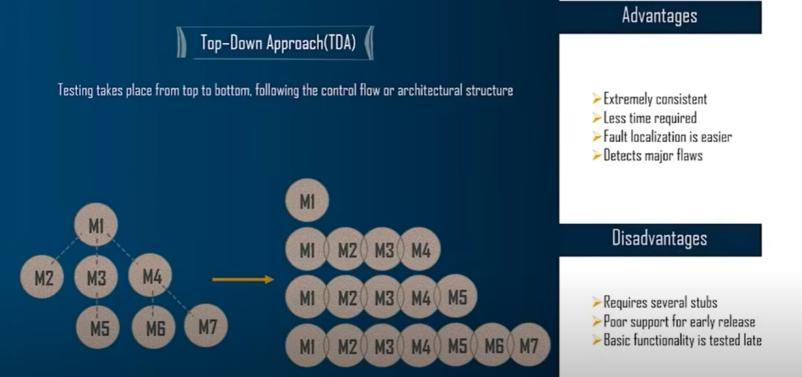 Top-Down Approach(TDA)
Testing takes place from top to bottom, following the control flow or architectural structure
M1
M2 M3 M4
M5 M6 M7
M1
M1 M2 M3 M4
M1 M2 M3 M4 M5
M1 M2 M3 M4 M5 M6 M7
Advantages
➢Extremely consistent
➢Less time required
➢Fault localization is easier
➢Detects major flaws
Disadvantages
➢Requires several stubs
➢Poor support for early release
➢Basic functionality is tested late